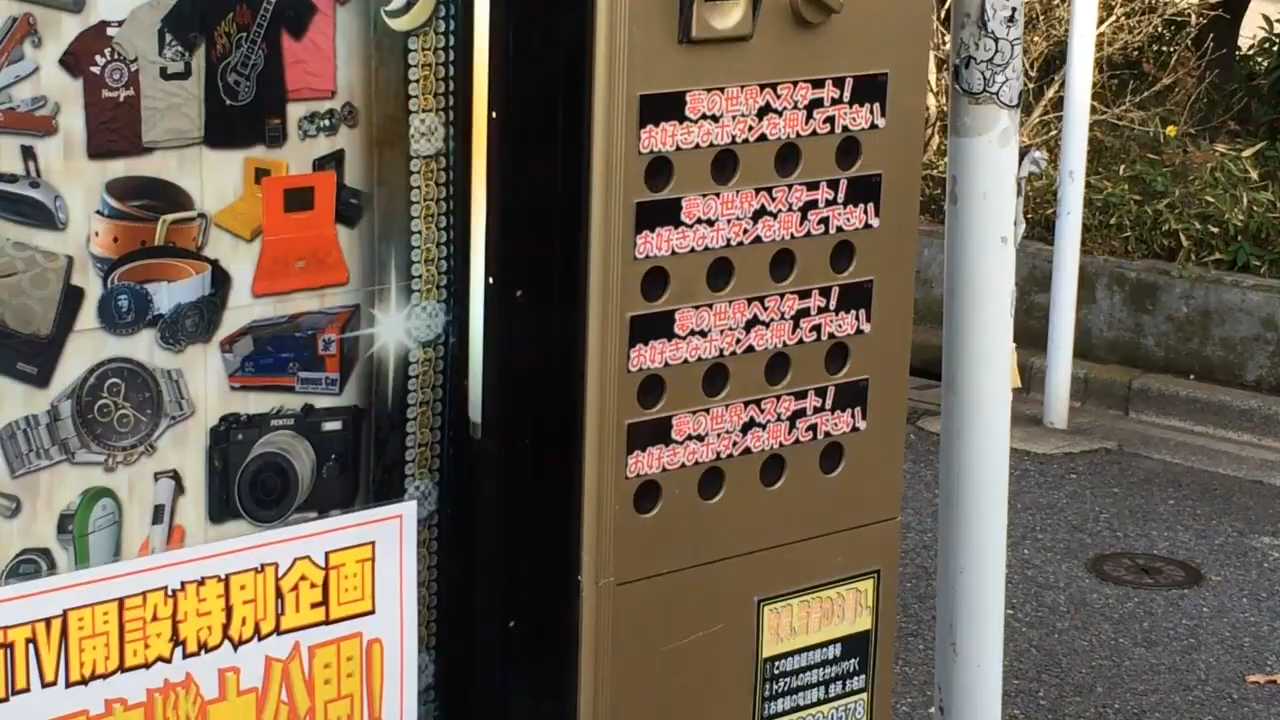 A&F
New York
夢の世界へスタート!
お好きなボタンを押して下さい。
夢の世界へスタート!
お好きなボタンを押して下さい。
夢の世界へスタート!
お好きなボタンを押して下さい。
夢の世界へスタート!
お好きなボタンを押して下さい。
Famous Car
PENTAX
TV開設特別企画
大公開!
①この自動販売機の番号
②トラブルの内容を分かりやすく
③お客様の電話番号、住所、お名前
0578